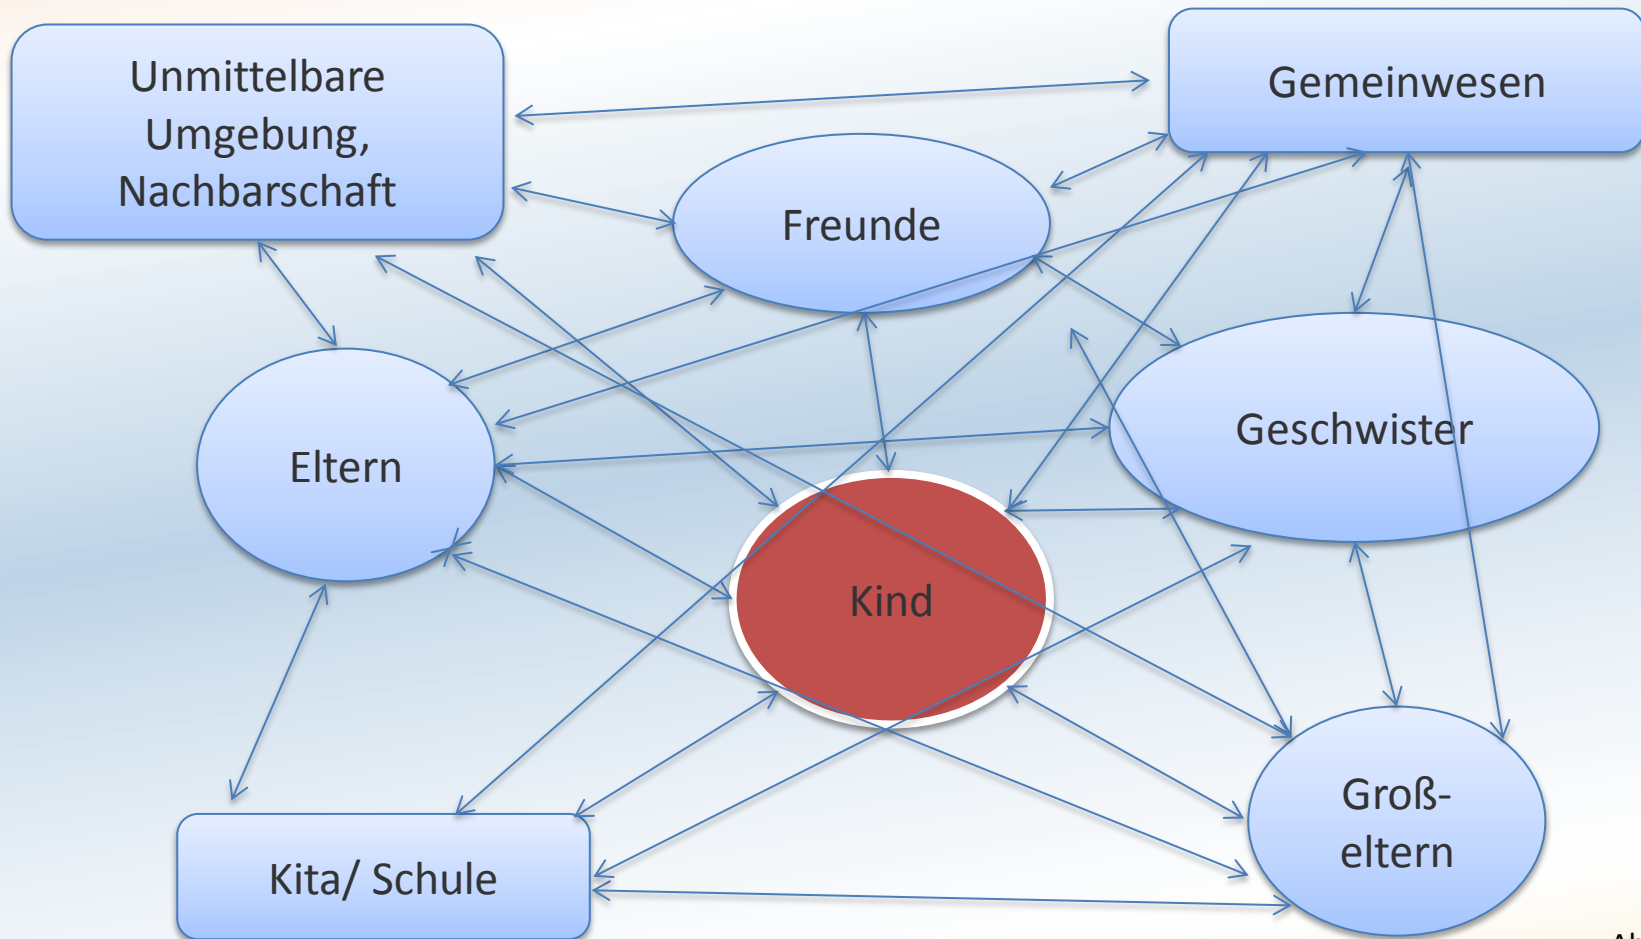 Unmittelbare
Umgebung,
Nachbarschaft
Gemeinwesen
Freunde
Geschwister
Eltern
Kind
Groß-
eltern
Kita/ Schule